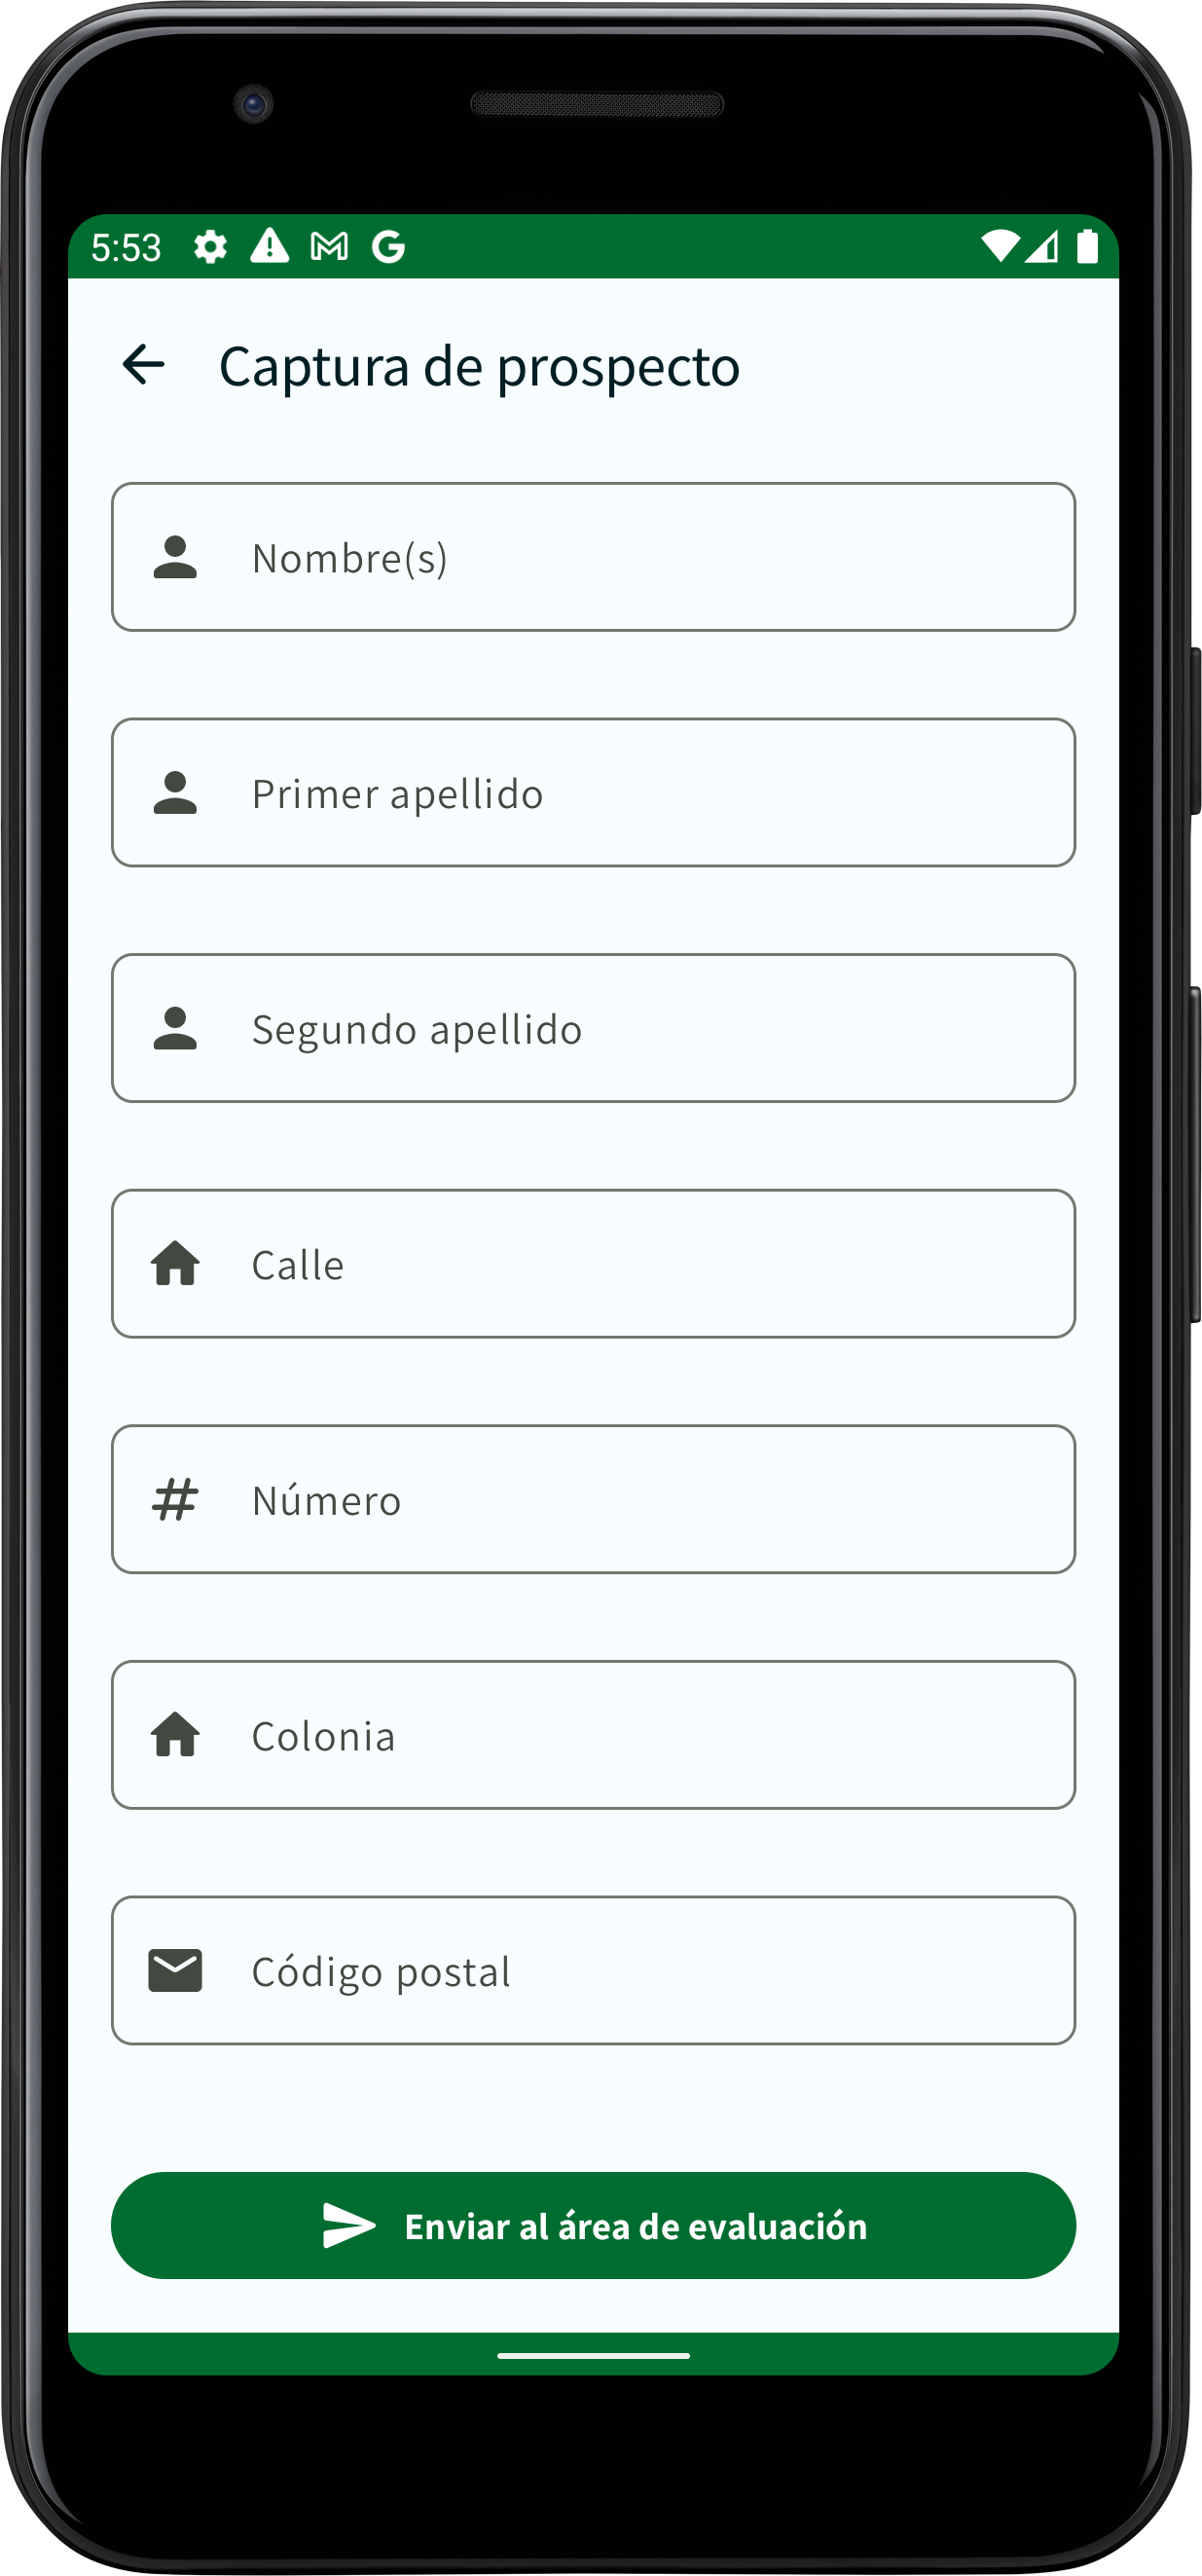 5:53
Captura de prospecto
Nombre(s)
Primer apellido
Segundo apellido
Calle
Número
Colonia
Código postal
Enviar al área de evaluación